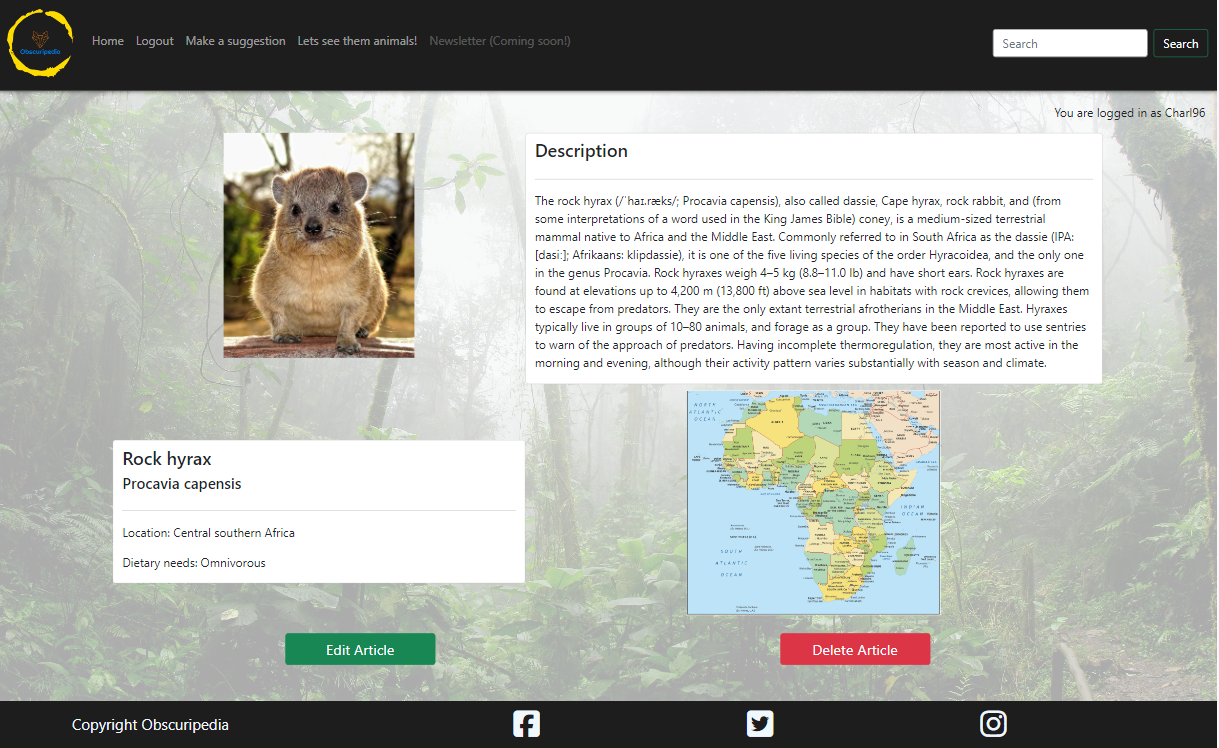 Obscuripedia
Home Logout Make a suggestion Lets see them animals! Newsletter (Coming soon!)
Search Search
You are logged in as Charl96
Description
The rock hyrax (/ˈhaɪ.ræks/; Procavia capensis), also called dassie, Cape hyrax, rock rabbit, and (from
some interpretations of a word used in the King James Bible) coney, is a medium-sized terrestrial
mammal native to Africa and the Middle East. Commonly referred to in South Africa as the dassie (IPA:
[dasiː]; Afrikaans: klipdassie), it is one of the five living species of the order Hyracoidea, and the only one
in the genus Procavia. Rock hyraxes weigh 4–5 kg (8.8–11.0 lb) and have short ears. Rock hyraxes are
found at elevations up to 4,200 m (13,800 ft) above sea level in habitats with rock crevices, allowing them
to escape from predators. They are the only extant terrestrial afrotherians in the Middle East. Hyraxes
typically live in groups of 10–80 animals, and forage as a group. They have been reported to use sentries
to warn of the approach of predators. Having incomplete thermoregulation, they are most active in the
morning and evening, although their activity pattern varies substantially with season and climate.
NORTH
ATLANTIC
OCEAN
INDIAN
OCEAN
SOUTH
ATLANTIC
OCEAN
Rock hyrax
Procavia capensis
Location: Central southern Africa
Dietary needs: Omnivorous
Edit Article
Delete Article
Copyright Obscuripedia